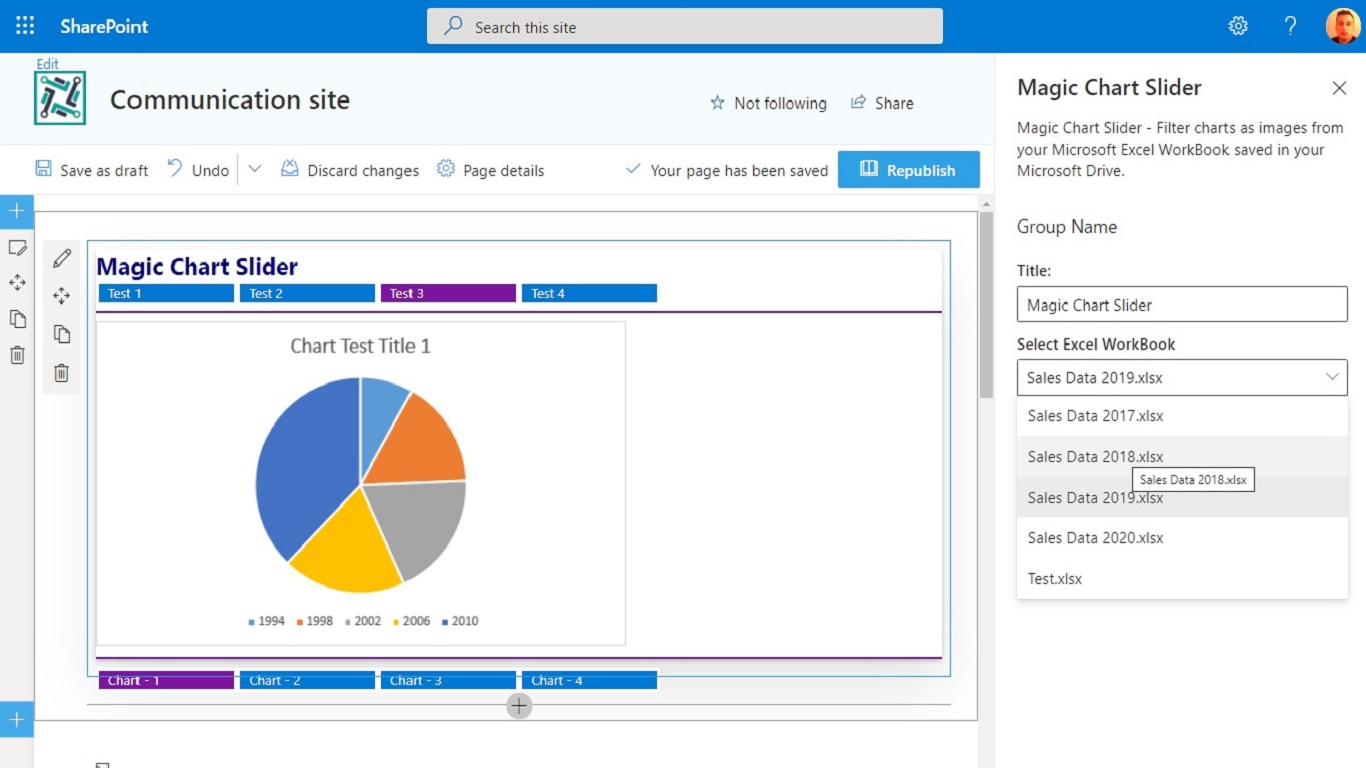 SharePoint
Search this site
Edit
Communication site
Not following
Share
Save as draft
Undo
Discard changes
Page details
Your page has been saved
Republish
Magic Chart Slider
Test 1
Test 2
Test 3
Test 4
Chart Test Title 1
1994 1998 2002 2006 2010
Chart - 1
Chart - 2
Chart - 3
Chart - 4
Magic Chart Slider
Magic Chart Slider - Filter charts as images from
your Microsoft Excel WorkBook saved in your
Microsoft Drive.
Group Name
Title:
Magic Chart Slider
Select Excel WorkBook
Sales Data 2019.xlsx
Sales Data 2017.xlsx
Sales Data 2018.xlsx
Sales Data 2018.xlsx
Sales Data 2019.xlsx
Sales Data 2020.xlsx
Test.xlsx